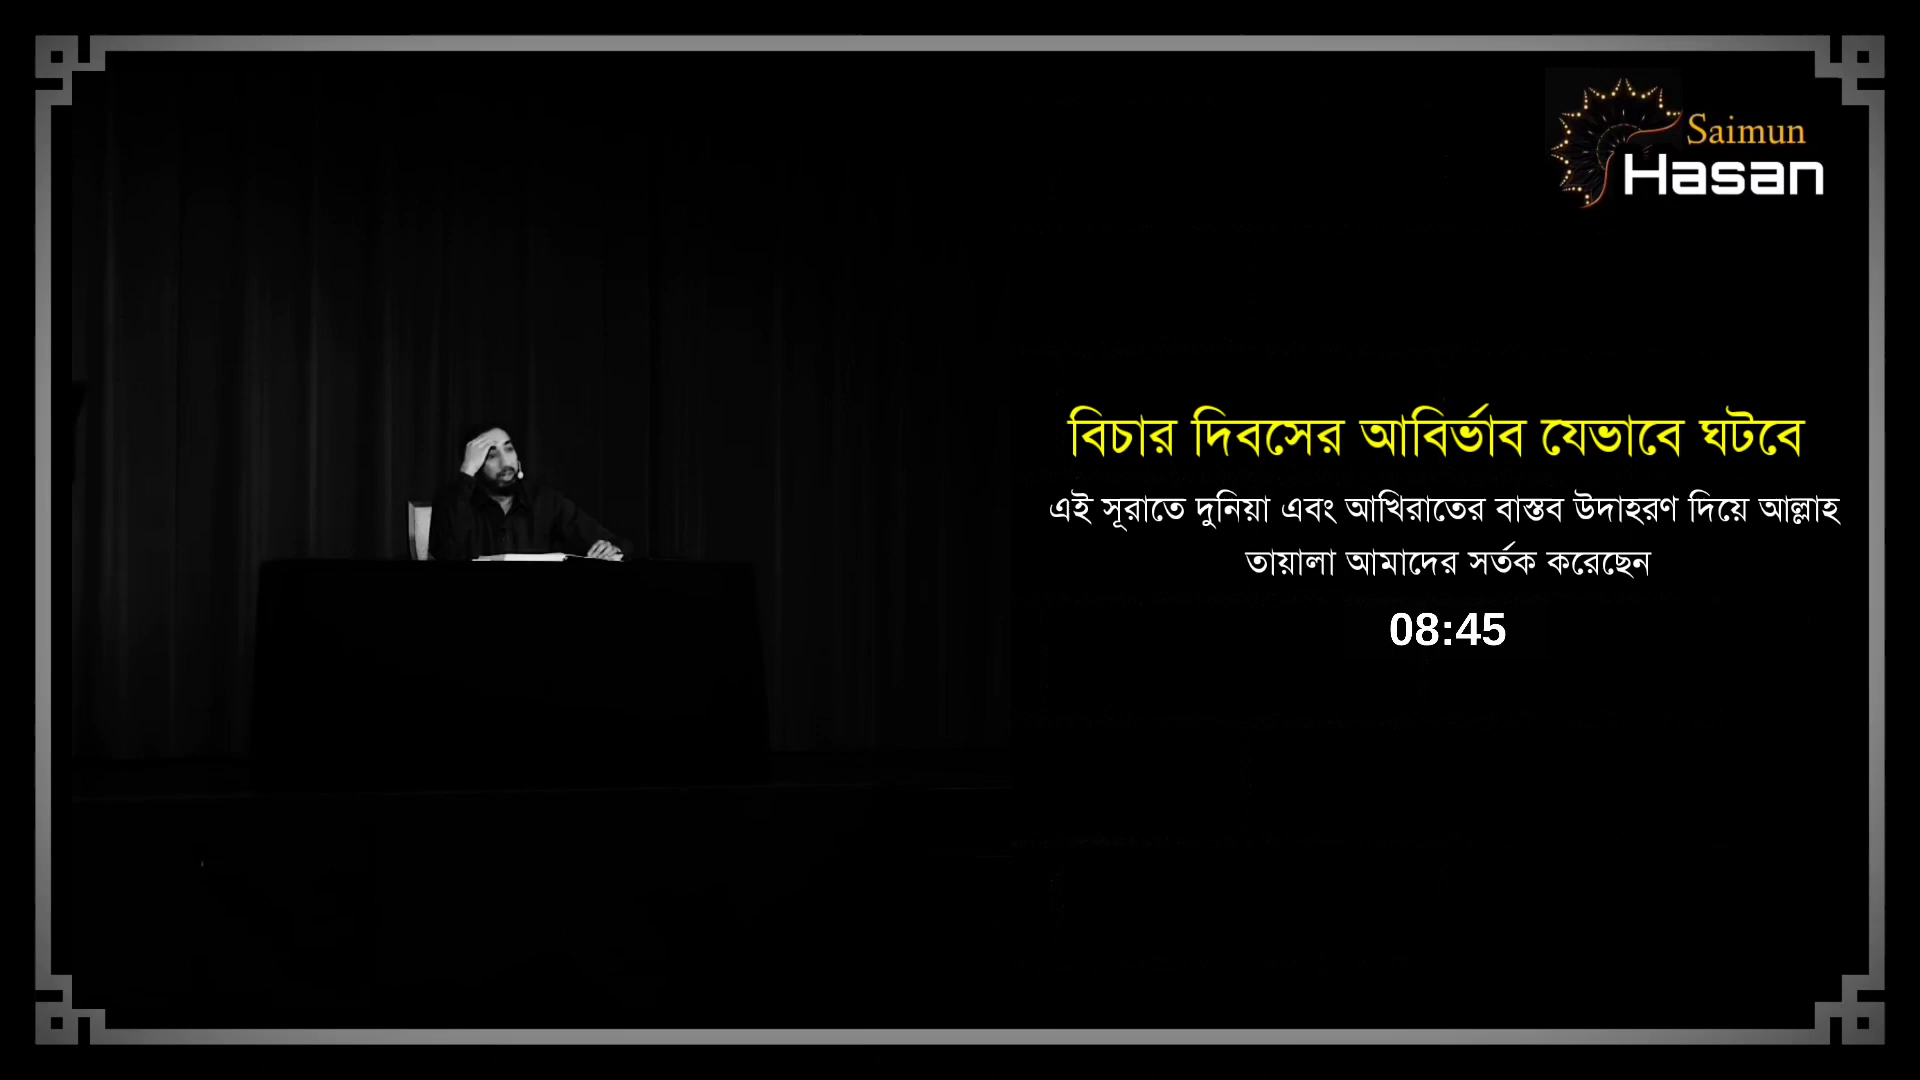 Saimun
Hasan
বিচার দিবসের আবির্ভাব যেভাবে ঘটবে
এই সূরাতে দুনিয়া এবং আখিরাতের বাস্তব উদাহরণ দিয়ে আল্লাহ
তায়ালা আমাদের সর্তক করেছেন
08:45